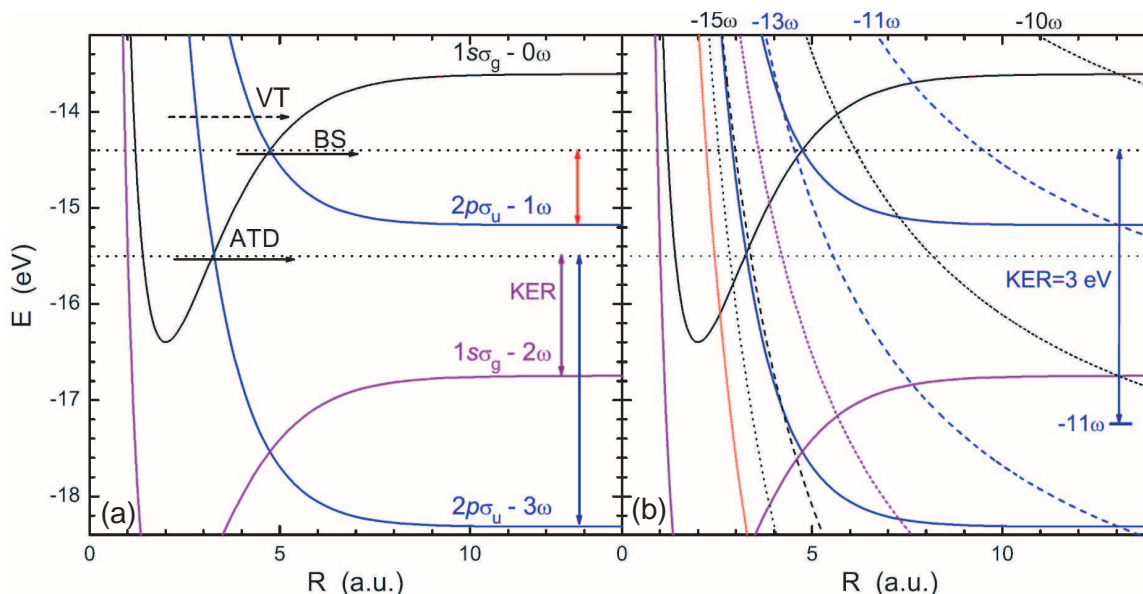 -15ω
-13ω
-11ω
-10ω
1sσg - 0ω
VT
BS
2pσu - 1ω
ATD
KER
1sσg - 2ω
2pσu - 3ω
(a)
KER=3 eV
-11ω
(b)
E (eV)
-14
-15
-16
-17
-18
0
5
10
0
5
10
R (a.u.)
R (a.u.)